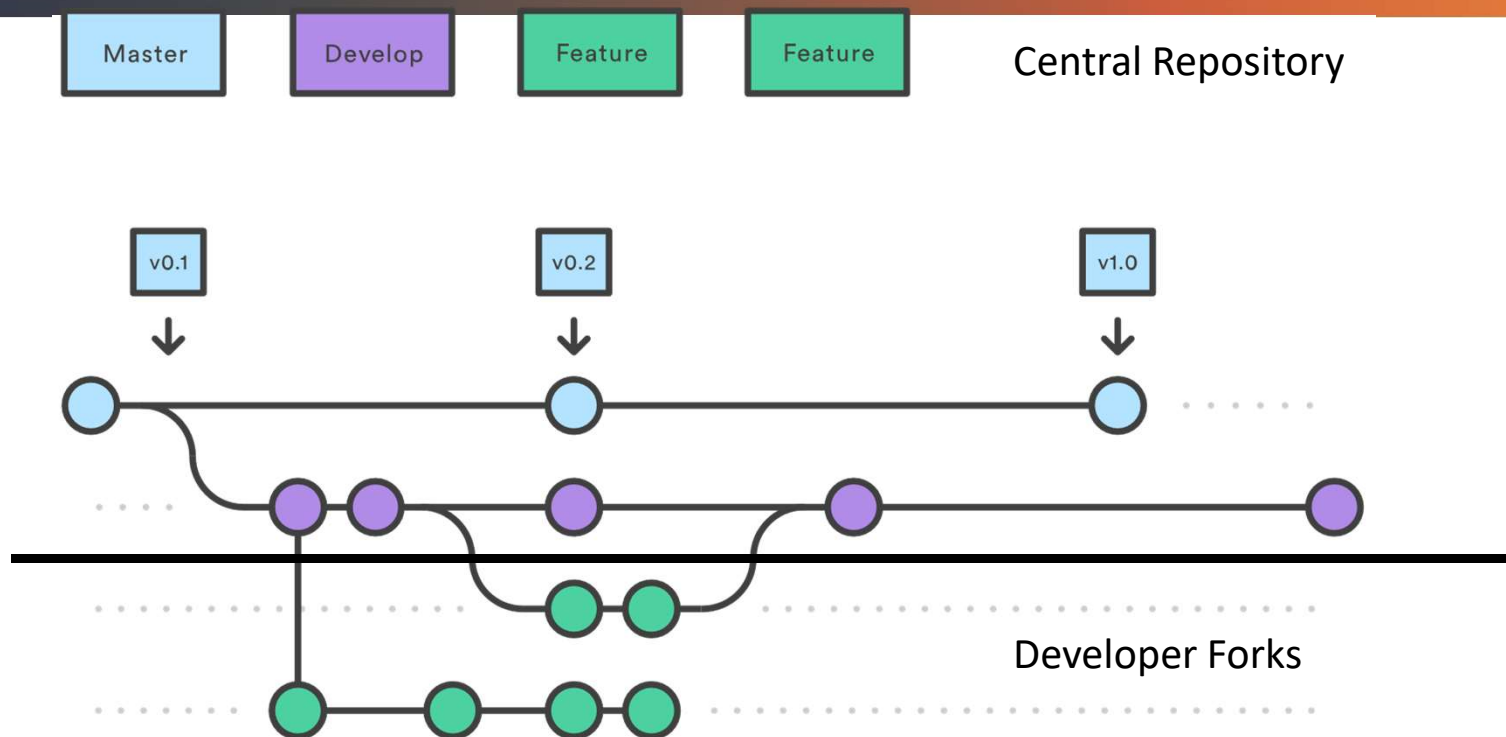 Master
Develop
Feature
Feature
Central Repository
v0.1
v0.2
v1.0
Developer Forks